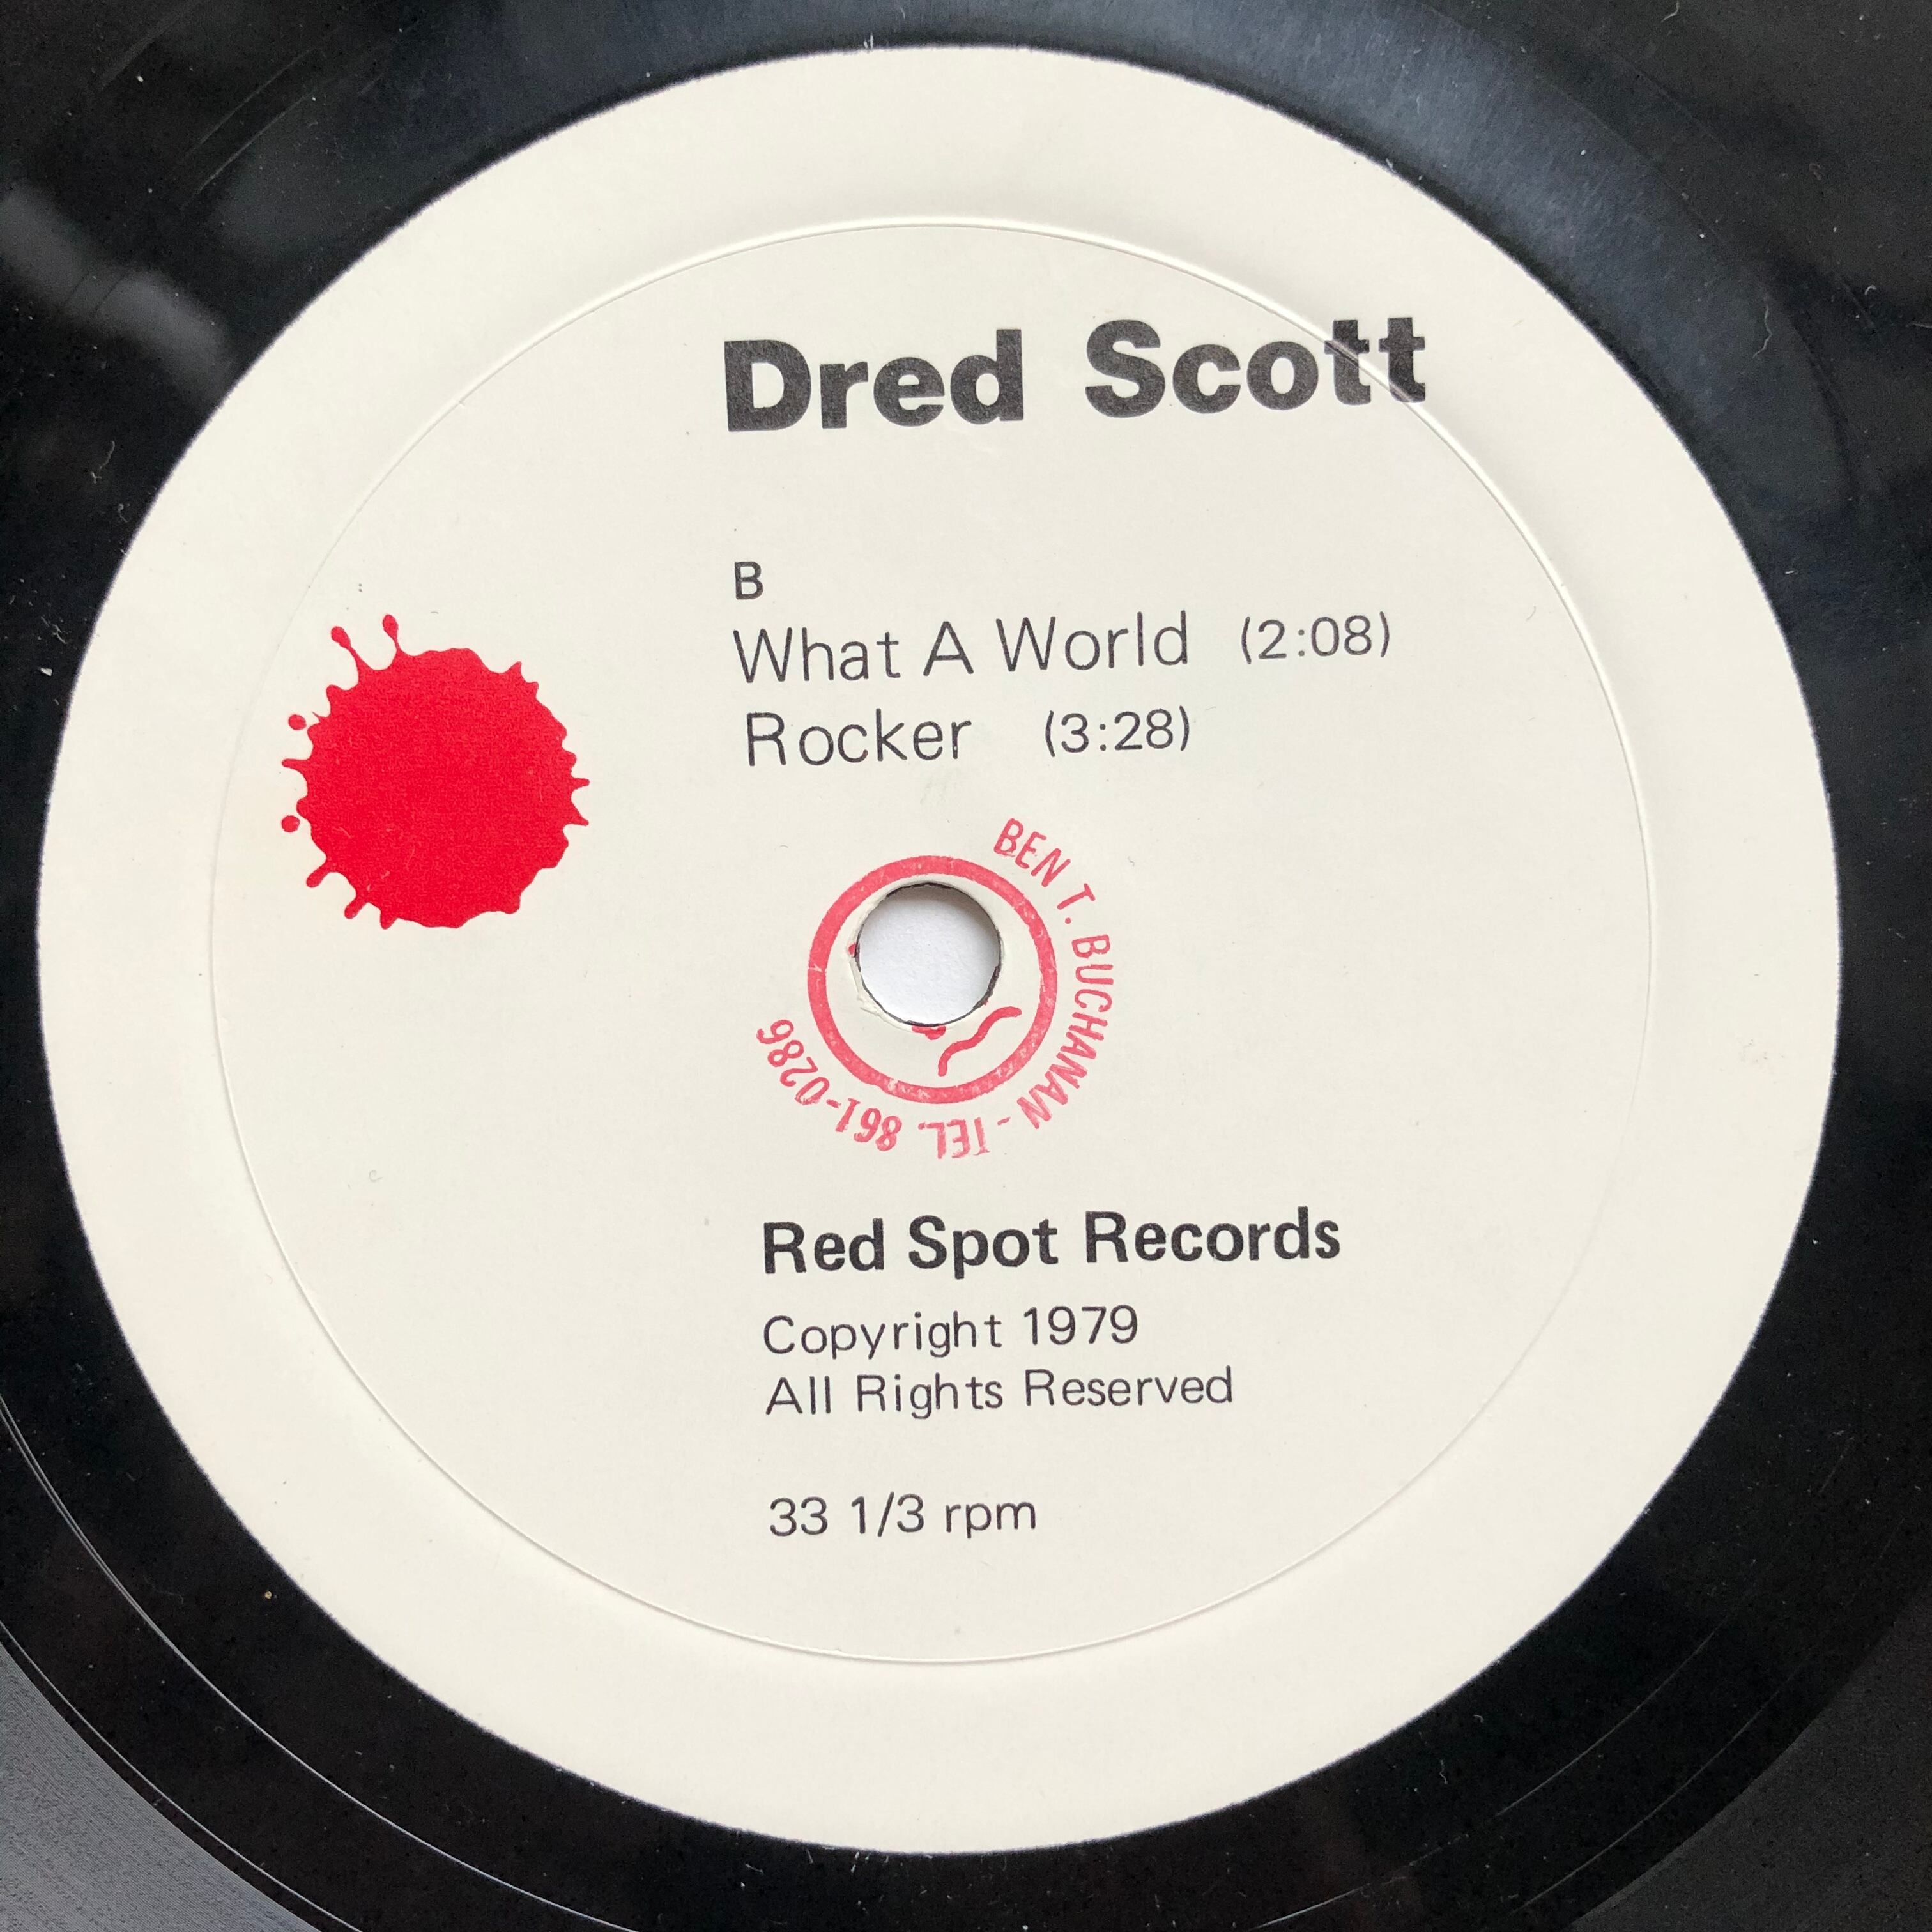 Dred Scott
B
What A World (2:08)
Rocker (3:28)
BEN T. BUCHANAN - TEL. 861-0286
Red Spot Records
Copyright 1979
All Rights Reserved
33 1/3 rpm